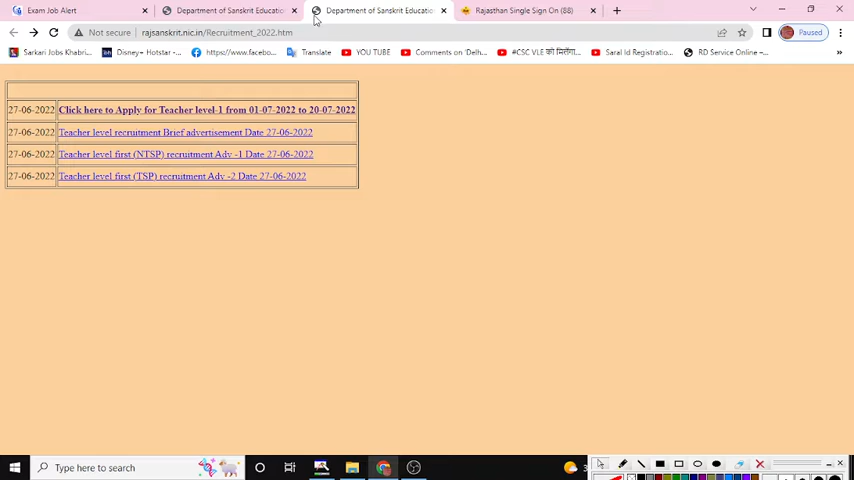 Exam Job Alert
Department of Sanskrit Educatio
Department of Sanskrit Educatio
Rajasthan Single Sign On (88)
Not secure
rajsanskrit.nic.in/Recruitment_2022.htm
Paused
Sarkari Jobs Khabri...
Disney+ Hotstar -...
https://www.facebo...
Translate
YOU TUBE
Comments on 'Delh...
#CSC VLE को मिलेगा...
Saral Id Registratio...
RD Service Online –...
»
27-06-2022 Click here to Apply for Teacher level-1 from 01-07-2022 to 20-07-2022
27-06-2022 Teacher level recruitment Brief advertisement Date 27-06-2022
27-06-2022 Teacher level first (NTSP) recruitment Adv -1 Date 27-06-2022
27-06-2022 Teacher level first (TSP) recruitment Adv -2 Date 27-06-2022
Type here to search